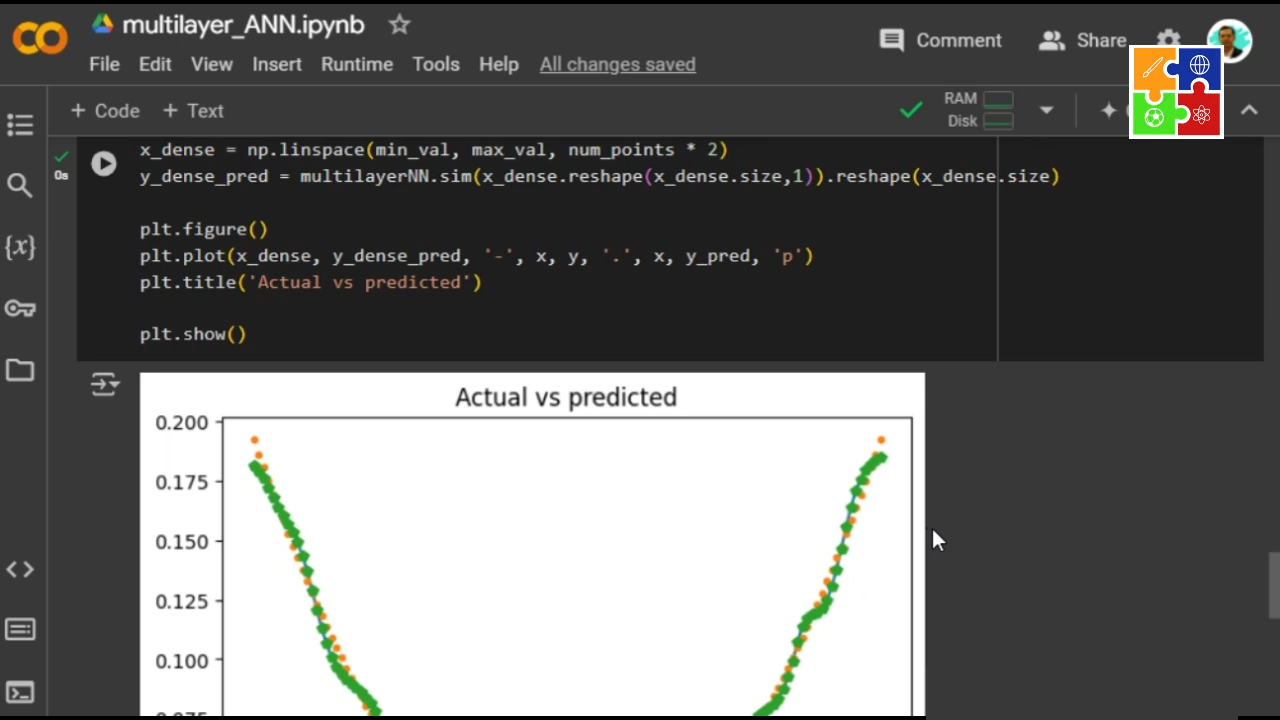 multilayer_ANN.ipynb
Comment
Share
File Edit View Insert Runtime Tools Help All changes saved
+ Code + Text
RAM
Disk
0s
x_dense = np.linspace(min_val, max_val, num_points * 2)
y_dense_pred = multilayerNN.sim(x_dense.reshape(x_dense.size,1)).reshape(x_dense.size)
plt.figure()
plt.plot(x_dense, y_dense_pred, '-', x, y, '.', x, y_pred, 'p')
plt.title('Actual vs predicted')
plt.show()
Actual vs predicted
0.200
0.175
0.150
0.125
0.100